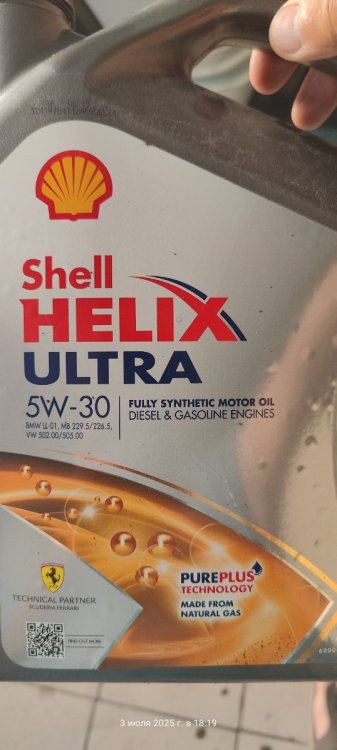 Shell
HELIX
ULTRA
5W-30
BMW LL-01, MB 229.5/226.5,
VW 502.00/505.00
FULLY SYNTHETIC MOTOR OIL
DIESEL & GASOLINE ENGINES
PUREPLUS
TECHNOLOGY
MADE FROM
NATURAL GAS
TECHNICAL PARTNER
SCUDERIA FERRARI
FIND OUT MORE
3 июля 2025 г. в 18:19